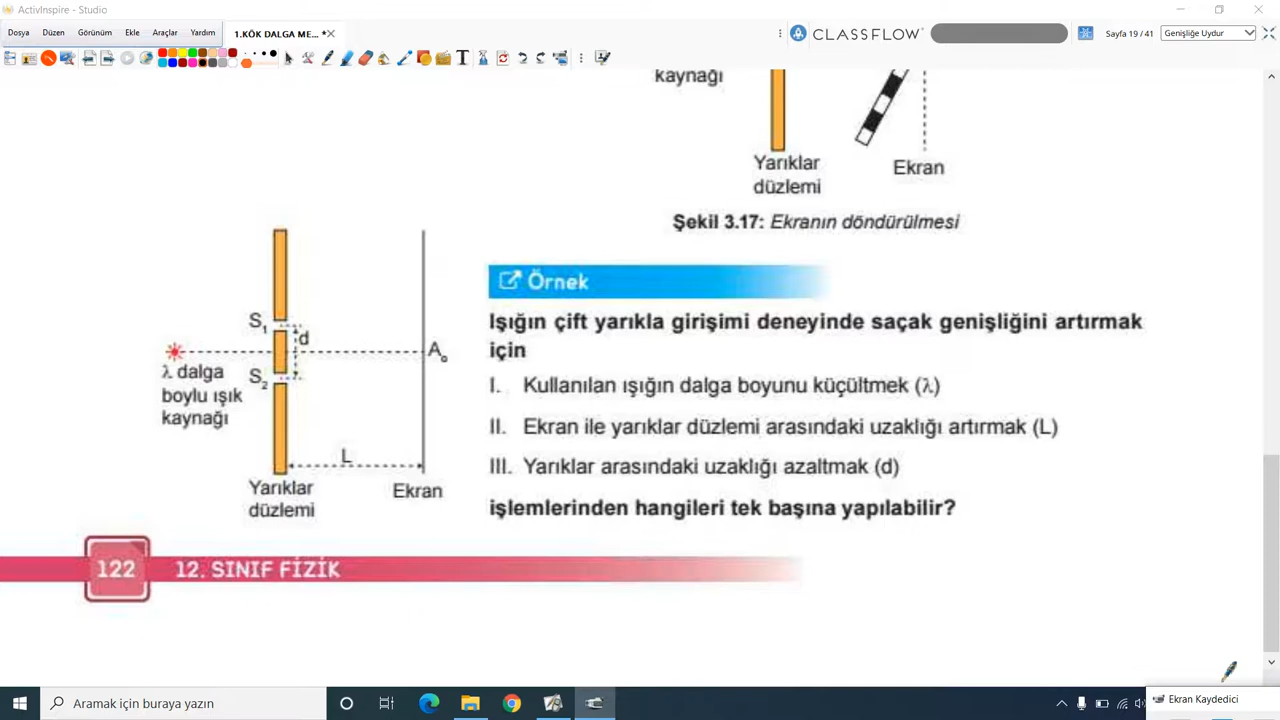 ActivInspire - Studio
Dosya Düzen Görünüm Ekle Araçlar Yardım 1.KÖK DALGA ME...
CLASSFLOW
Sayfa 19 / 41
Genişliğe Uydur
kaynağı
Yarıklar
düzlemi
Ekran
Şekil 3.17: Ekranın döndürülmesi
S1
d
S2
A0
λ dalga
boylu ışık
kaynağı
L
Yarıklar
düzlemi
Ekran
Örnek
Işığın çift yarıkla girişimi deneyinde saçak genişliğini artırmak
için
I. Kullanılan ışığın dalga boyunu küçültmek (λ)
II. Ekran ile yarıklar düzlemi arasındaki uzaklığı artırmak (L)
III. Yarıklar arasındaki uzaklığı azaltmak (d)
işlemlerinden hangileri tek başına yapılabilir?
122 12. SINIF FİZİK
Aramak için buraya yazın
Ekran Kaydedici